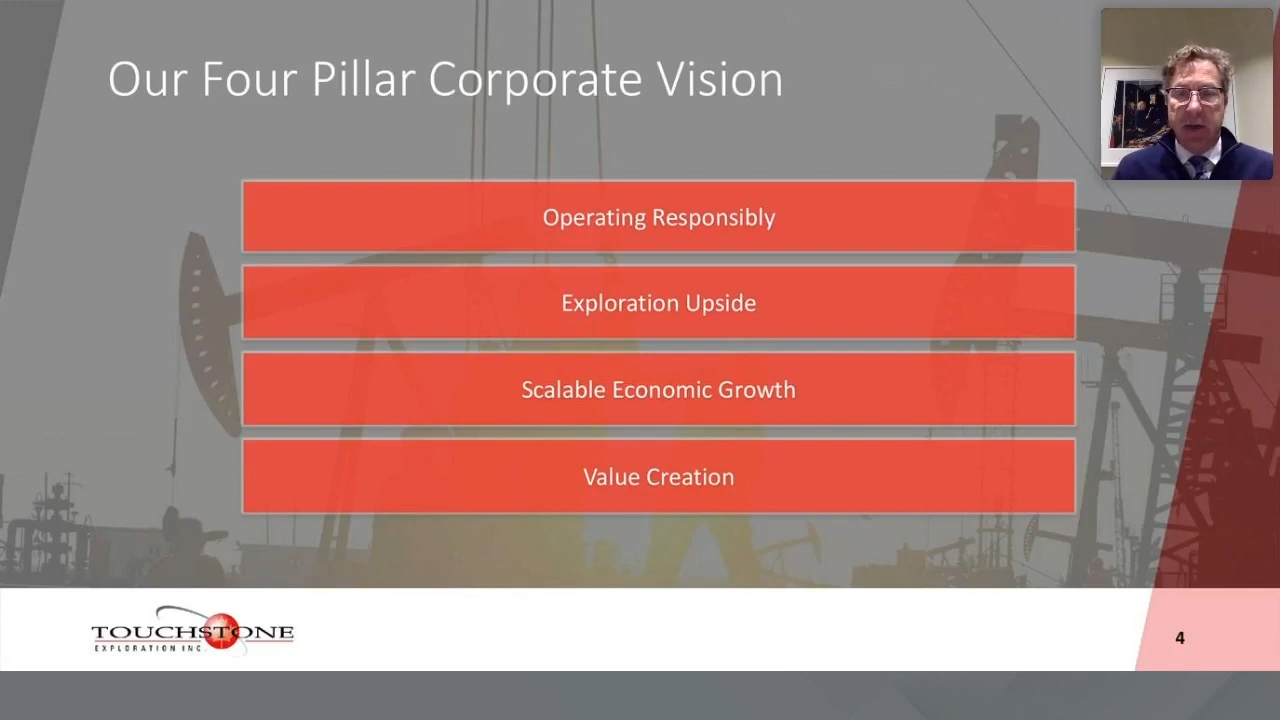 Our Four Pillar Corporate Vision
Operating Responsibly
Exploration Upside
Scalable Economic Growth
Value Creation
TOUCHSTONE
EXPLORATION INC.
4